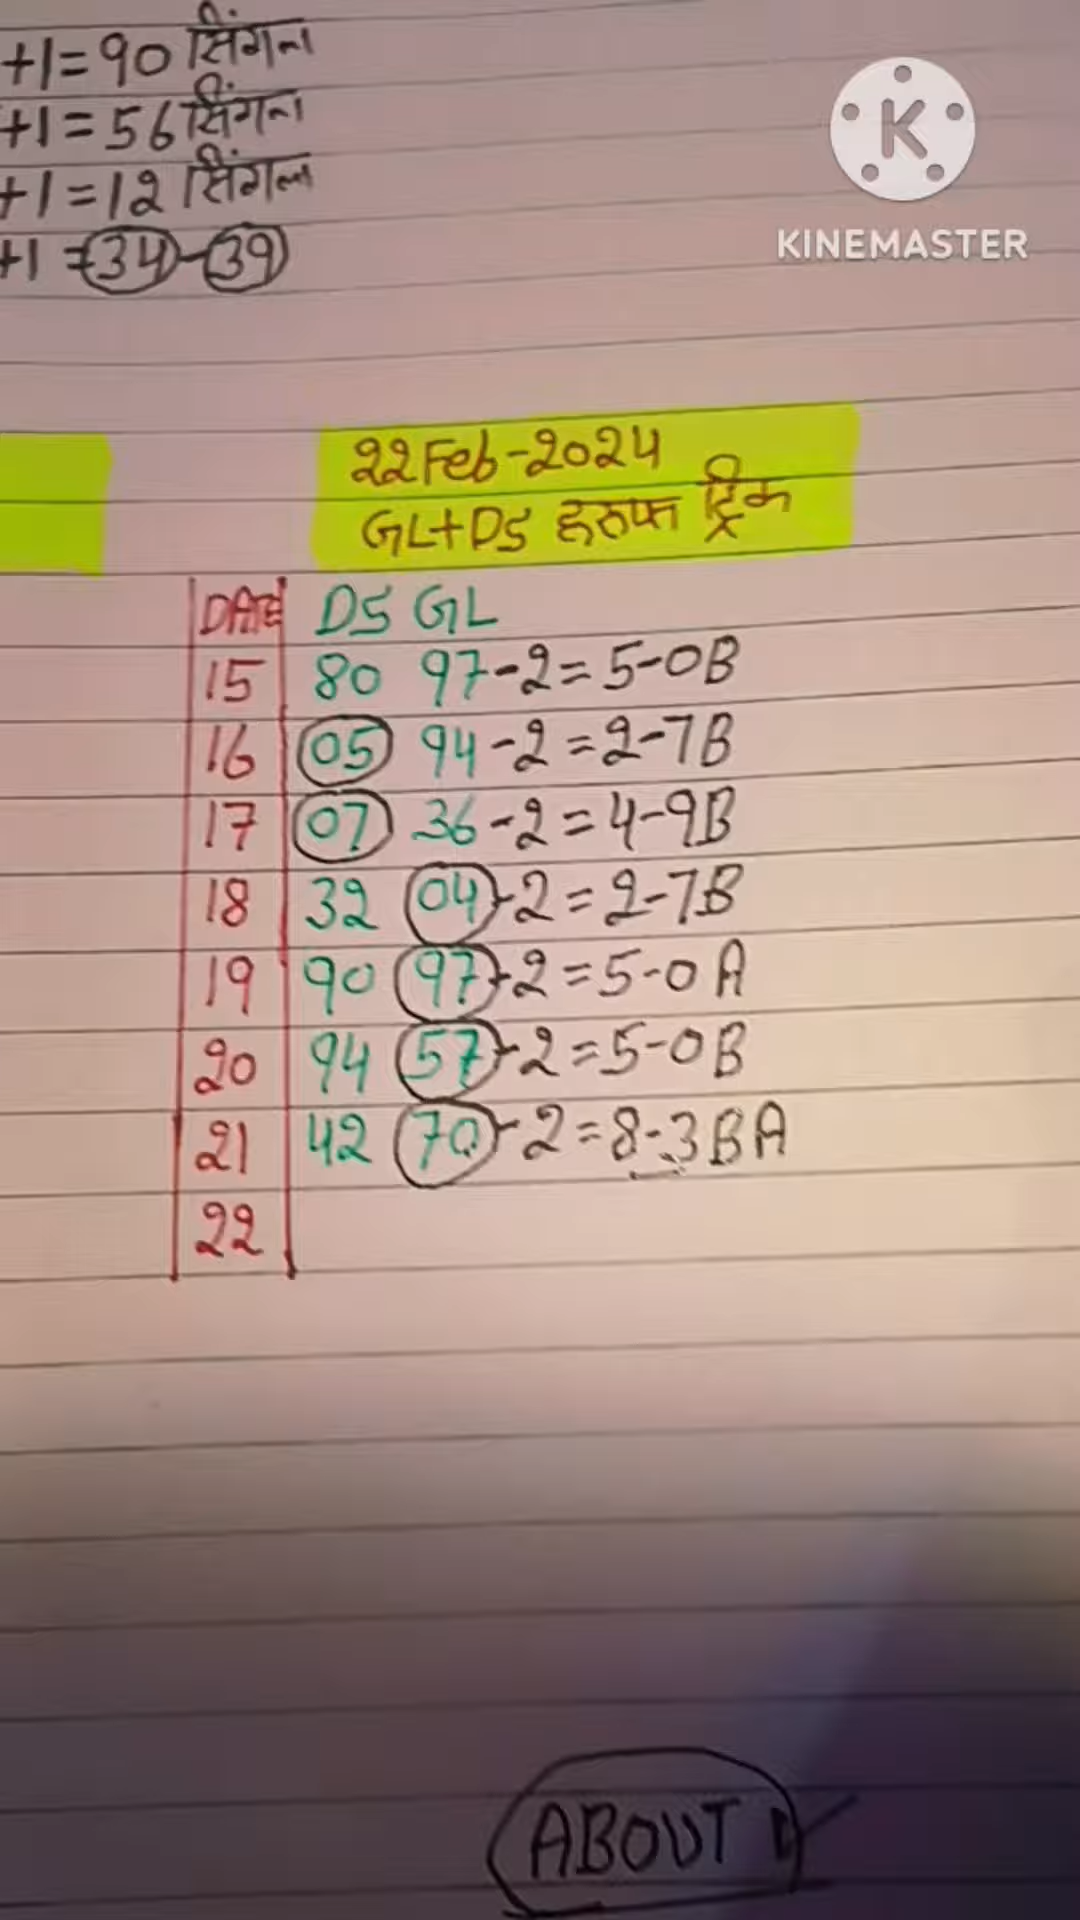 +1=90 सिंगल
+1=56 सिंगल
+1=12 सिंगल
+1=34-39
KINEMASTER
22 Feb-2024
GL+DS हरुफ ट्रिक
DATE DS GL
15 80 97-2=5-0B
16 05 94-2=2-7B
17 07 36-2=4-9B
18 32 04-2=2-7B
19 90 97-2=5-0A
20 94 57-2=5-0B
21 42 70-2=8-3BA
22
ABOUT